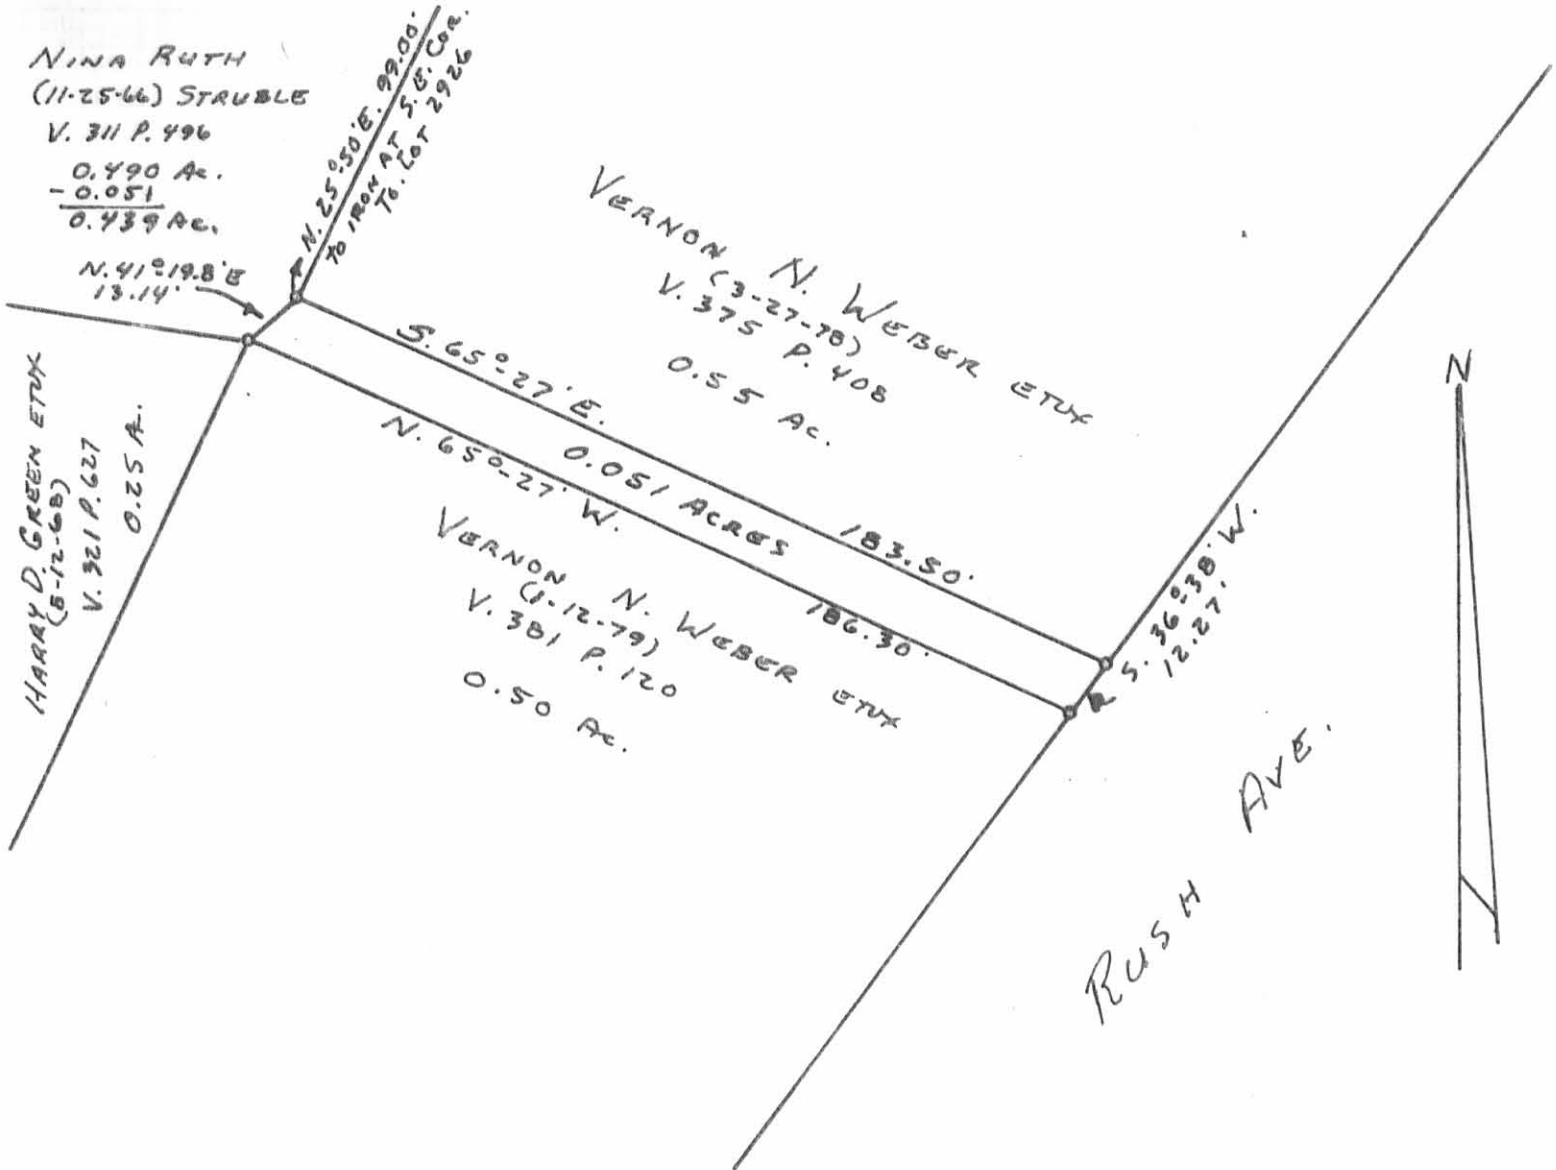 NINA RUTH
(11-25-66) STRUBLE
V. 311 P. 496
0.490 Ac.
- 0.051
0.439 Ac.
N. 41°-19.8' E
13.14'
N. 25°-50' E. 99.00'
TO IRON AT S.E. COR.
TO. LOT 2926
VERNON N. WEBER ETUX
(3-27-78)
V. 375 P. 408
0.55 Ac.
S. 65°-27' E.
183.50'
0.051 ACRES
N. 65°-27' W.
186.30'
VERNON N. WEBER ETUX
(1-12-79)
V. 381 P. 120
0.50 Ac.
HARRY D. GREEN ETUX
V. 321 P. 627
0.25 A.
S. 36°-38' W.
12.27'
RUSH AVE.
N